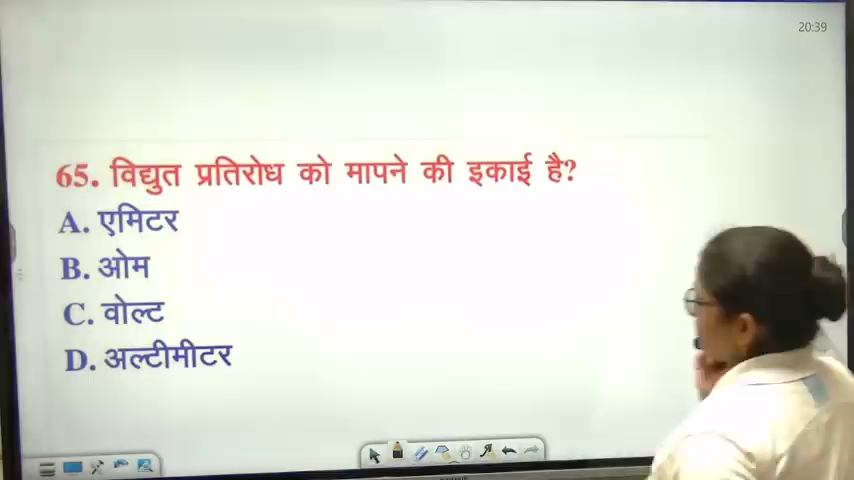 20:39
65. विद्युत प्रतिरोध को मापने की इकाई है?
A. एमिटर
B. ओम
C. वोल्ट
D. अल्टीमीटर